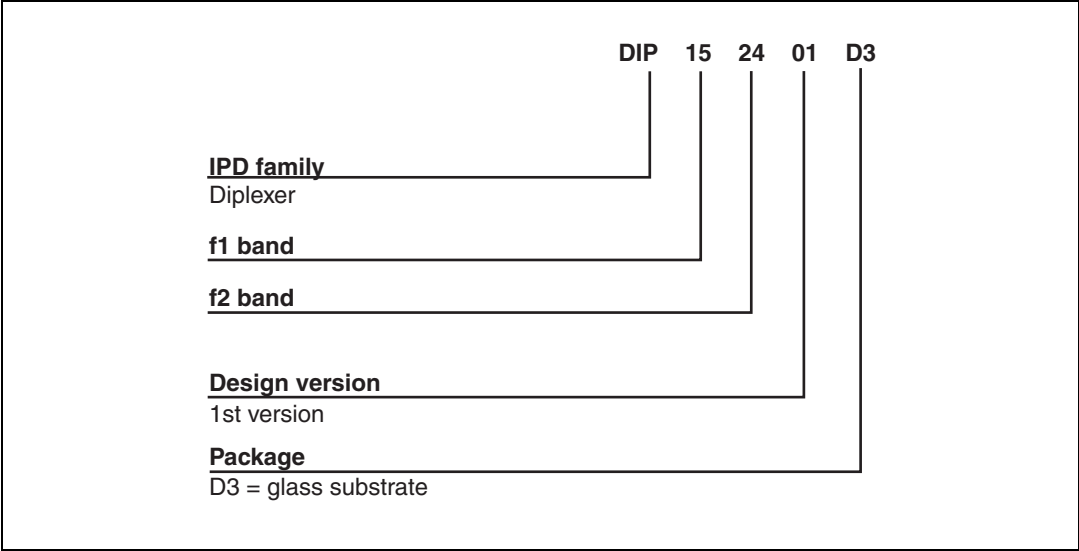 DIP 15 24 01 D3
IPD family
Diplexer
f1 band
f2 band
Design version
1st version
Package
D3 = glass substrate